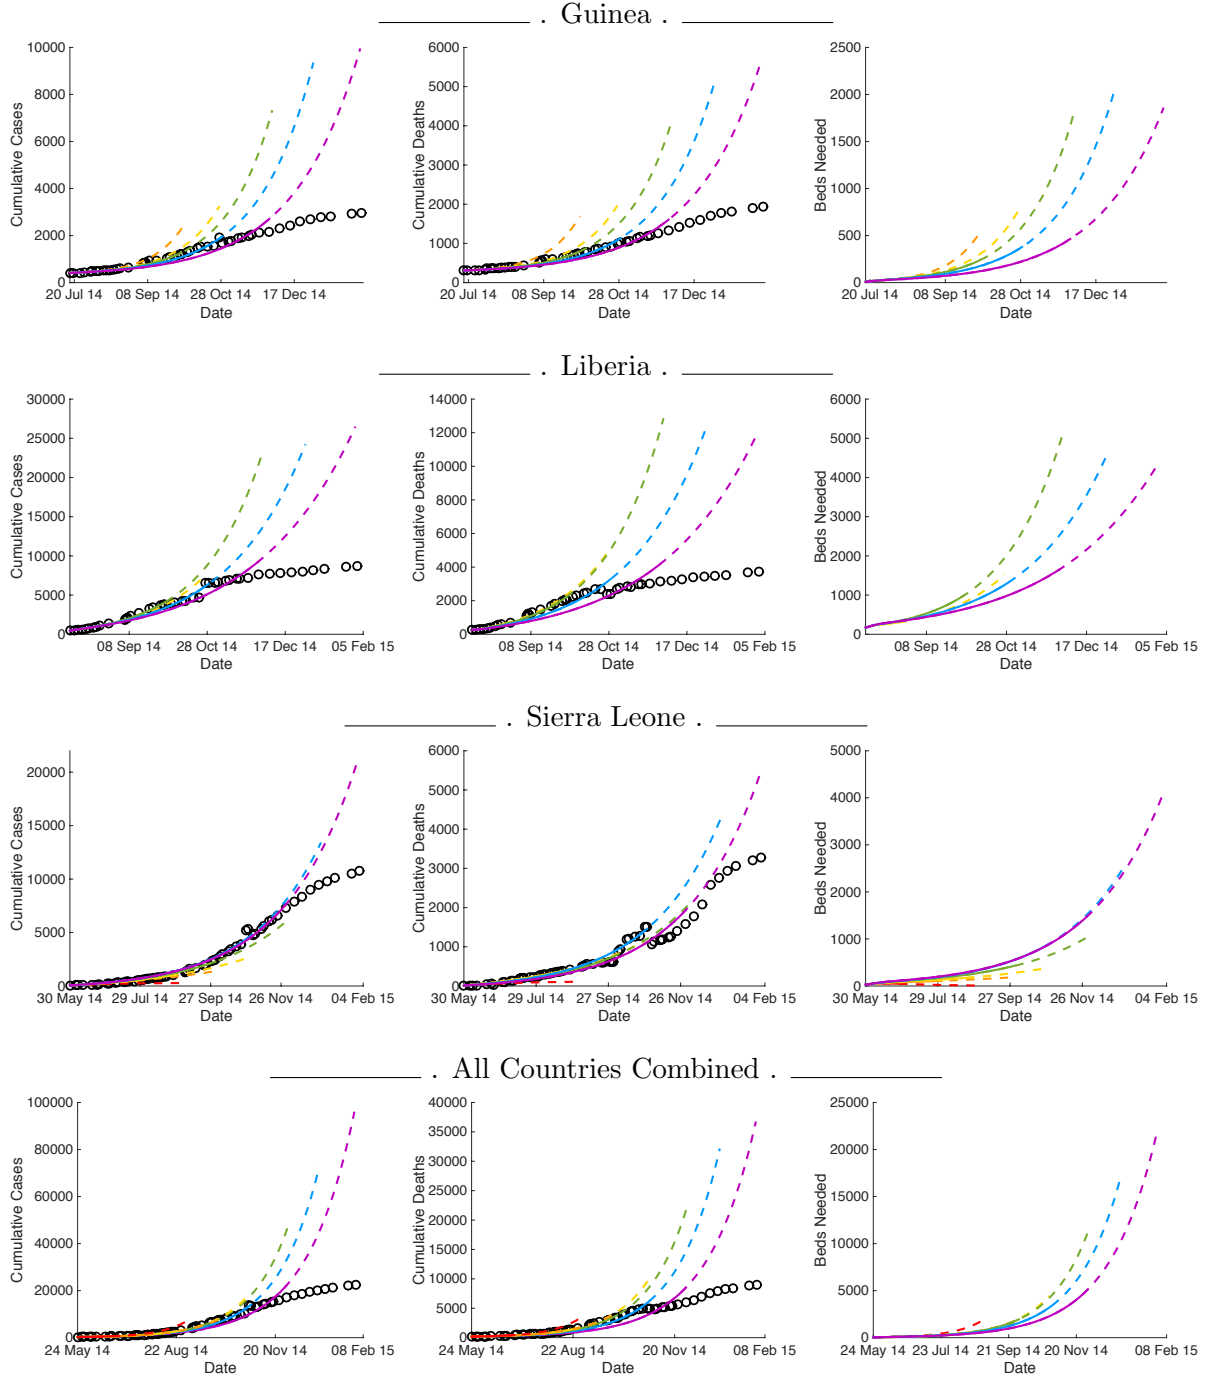 . Guinea .
10000
8000
6000
4000
2000
0
Cumulative Cases
20 Jul 14 08 Sep 14 28 Oct 14 17 Dec 14
Date
6000
5000
4000
3000
2000
1000
0
Cumulative Deaths
20 Jul 14 08 Sep 14 28 Oct 14 17 Dec 14
Date
2500
2000
1500
1000
500
0
Beds Needed
20 Jul 14 08 Sep 14 28 Oct 14 17 Dec 14
Date
. Liberia .
30000
25000
20000
15000
10000
5000
0
Cumulative Cases
08 Sep 14 28 Oct 14 17 Dec 14 05 Feb 15
Date
14000
12000
10000
8000
6000
4000
2000
0
Cumulative Deaths
08 Sep 14 28 Oct 14 17 Dec 14 05 Feb 15
Date
6000
5000
4000
3000
2000
1000
0
Beds Needed
08 Sep 14 28 Oct 14 17 Dec 14 05 Feb 15
Date
. Sierra Leone .
20000
15000
10000
5000
0
Cumulative Cases
30 May 14 29 Jul 14 27 Sep 14 26 Nov 14 04 Feb 15
Date
6000
5000
4000
3000
2000
1000
0
Cumulative Deaths
30 May 14 29 Jul 14 27 Sep 14 26 Nov 14 04 Feb 15
Date
5000
4000
3000
2000
1000
0
Beds Needed
30 May 14 29 Jul 14 27 Sep 14 26 Nov 14 04 Feb 15
Date
. All Countries Combined .
100000
80000
60000
40000
20000
0
Cumulative Cases
24 May 14 22 Aug 14 20 Nov 14 08 Feb 15
Date
40000
35000
30000
25000
20000
15000
10000
5000
0
Cumulative Deaths
24 May 14 22 Aug 14 20 Nov 14 08 Feb 15
Date
25000
20000
15000
10000
5000
0
Beds Needed
24 May 14 23 Jul 14 21 Sep 14 20 Nov 14 08 Feb 15
Date